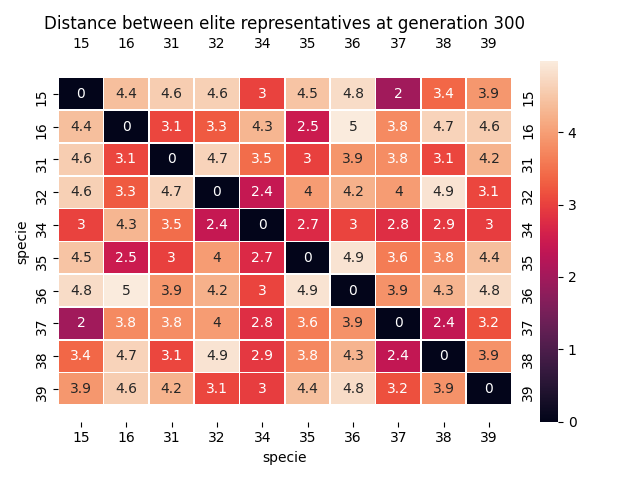 Distance between elite representatives at generation 300
15 16 31 32 34 35 36 37 38 39
15 0 4.4 4.6 4.6 3 4.5 4.8 2 3.4 3.9 15
16 4.4 0 3.1 3.3 4.3 2.5 5 3.8 4.7 4.6 16
31 4.6 3.1 0 4.7 3.5 3 3.9 3.8 3.1 4.2 31
32 4.6 3.3 4.7 0 2.4 4 4.2 4 4.9 3.1 32
34 3 4.3 3.5 2.4 0 2.7 3 2.8 2.9 3 34
35 4.5 2.5 3 4 2.7 0 4.9 3.6 3.8 4.4 35
36 4.8 5 3.9 4.2 3 4.9 0 3.9 4.3 4.8 36
37 2 3.8 3.8 4 2.8 3.6 3.9 0 2.4 3.2 37
38 3.4 4.7 3.1 4.9 2.9 3.8 4.3 2.4 0 3.9 38
39 3.9 4.6 4.2 3.1 3 4.4 4.8 3.2 3.9 0 39
15 16 31 32 34 35 36 37 38 39
specie
specie
4
3
2
1
0